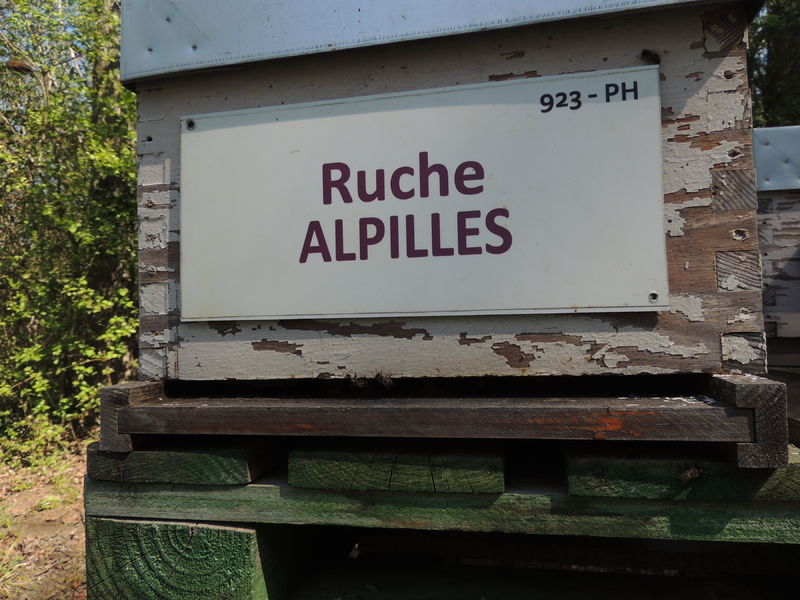 923 - PH
Ruche
ALPILLES